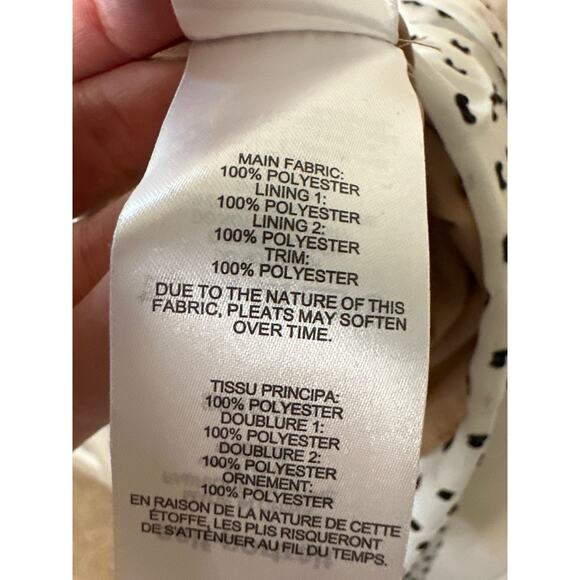 MAIN FABRIC:
100% POLYESTER
LINING 1:
100% POLYESTER
LINING 2:
100% POLYESTER
TRIM:
100% POLYESTER
DUE TO THE NATURE OF THIS
FABRIC, PLEATS MAY SOFTEN
OVER TIME.
TISSU PRINCIPA:
100% POLYESTER
DOUBLURE 1:
100% POLYESTER
DOUBLURE 2:
100% POLYESTER
ORNEMENT:
100% POLYESTER
EN RAISON DE LA NATURE DE CETTE
ÉTOFFE, LES PLIS RISQUERONT
DE S'ATTÉNUER AU FIL DU TEMPS.